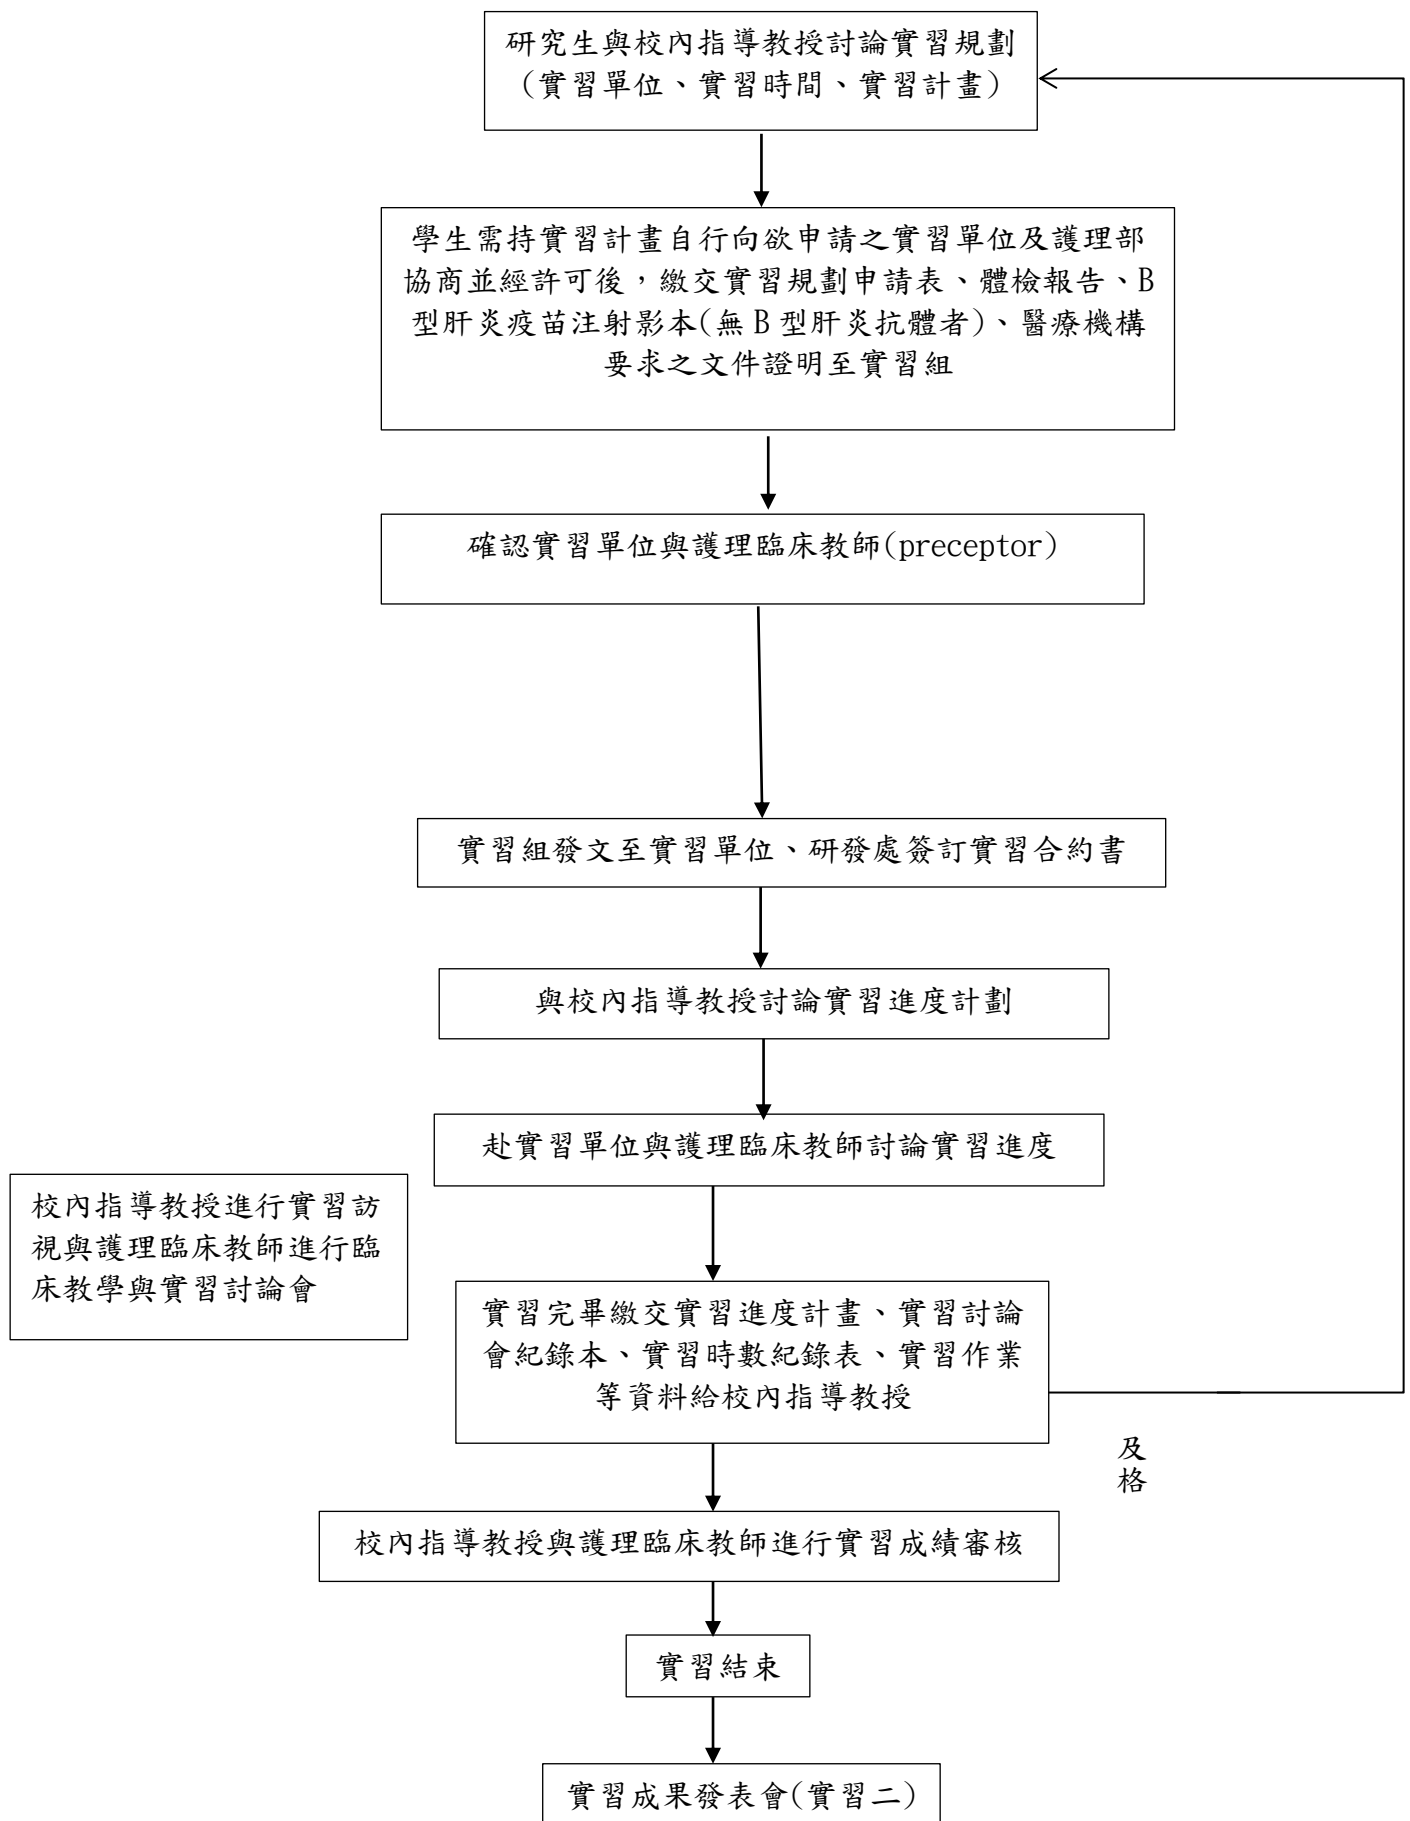 研究生與校內指導教授討論實習規劃
（實習單位、實習時間、實習計畫）
學生需持實習計畫自行向欲申請之實習單位及護理部
協商並經許可後，繳交實習規劃申請表、體檢報告、B
型肝炎疫苗注射影本(無 B 型肝炎抗體者)、醫療機構
要求之文件證明至實習組
確認實習單位與護理臨床教師(preceptor)
實習組發文至實習單位、研發處簽訂實習合約書
與校內指導教授討論實習進度計劃
赴實習單位與護理臨床教師討論實習進度
校內指導教授進行實習訪
視與護理臨床教師進行臨
床教學與實習討論會
實習完畢繳交實習進度計畫、實習討論
會紀錄本、實習時數紀錄表、實習作業
等資料給校內指導教授
及
格
校內指導教授與護理臨床教師進行實習成績審核
實習結束
實習成果發表會(實習二)